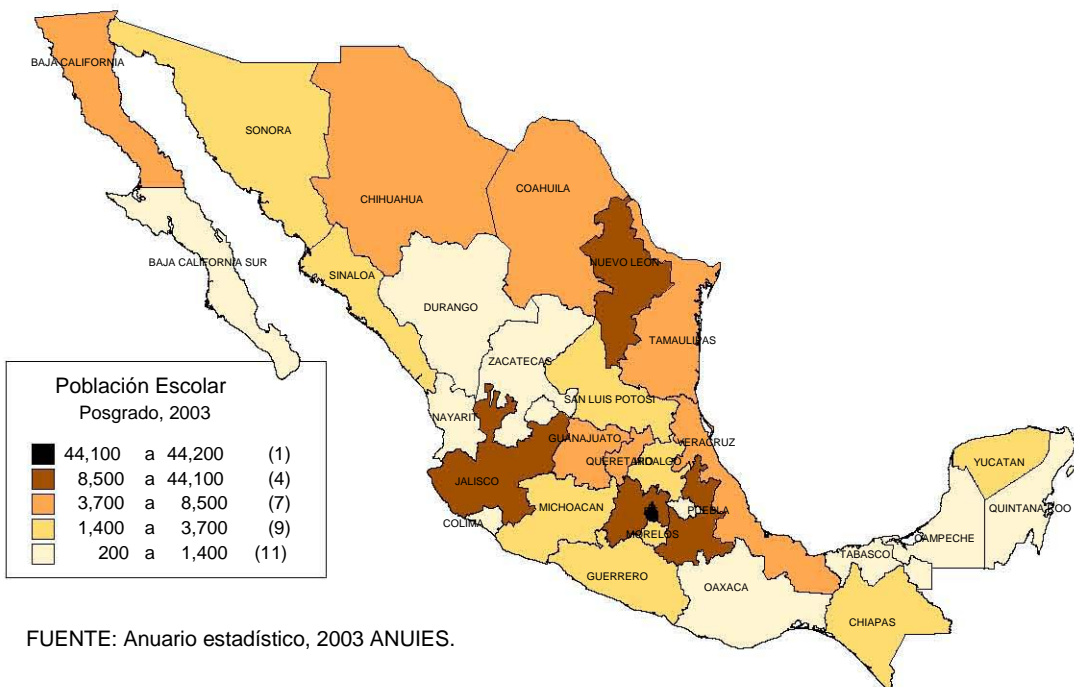 BAJA CALIFORNIA
SONORA
CHIHUAHUA
COAHUILA
BAJA CALIFORNIA SUR
SINALOA
NUEVO LEON
DURANGO
TAMAULIPAS
ZACATECAS
SAN LUIS POTOSI
NAYARIT
GUANAJUATO
VERACRUZ
QUERETARO
HIDALGO
YUCATAN
JALISCO
MICHOACAN
PUEBLA
QUINTANA ROO
COLIMA
MORELOS
CAMPECHE
TABASCO
GUERRERO
OAXACA
CHIAPAS
Población Escolar
Posgrado, 2003
44,100 a 44,200 (1)
8,500 a 44,100 (4)
3,700 a 8,500 (7)
1,400 a 3,700 (9)
200 a 1,400 (11)
FUENTE: Anuario estadístico, 2003 ANUIES.